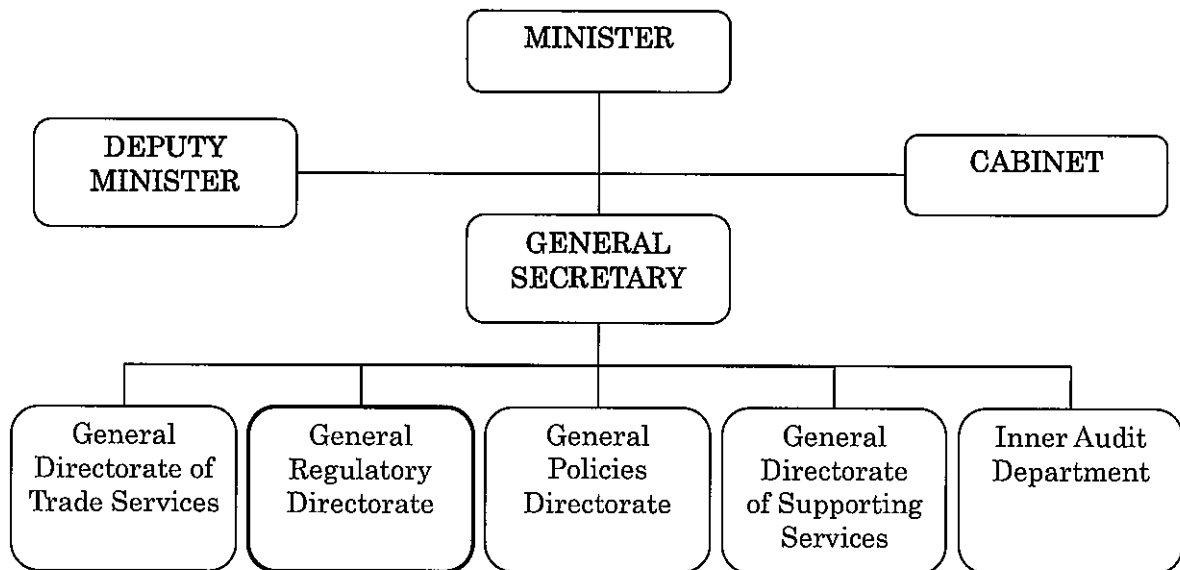 MINISTER
DEPUTY
MINISTER
CABINET
GENERAL
SECRETARY
General
Directorate of
Trade Services
General
Regulatory
Directorate
General
Policies
Directorate
General
Directorate
of Supporting
Services
Inner Audit
Department